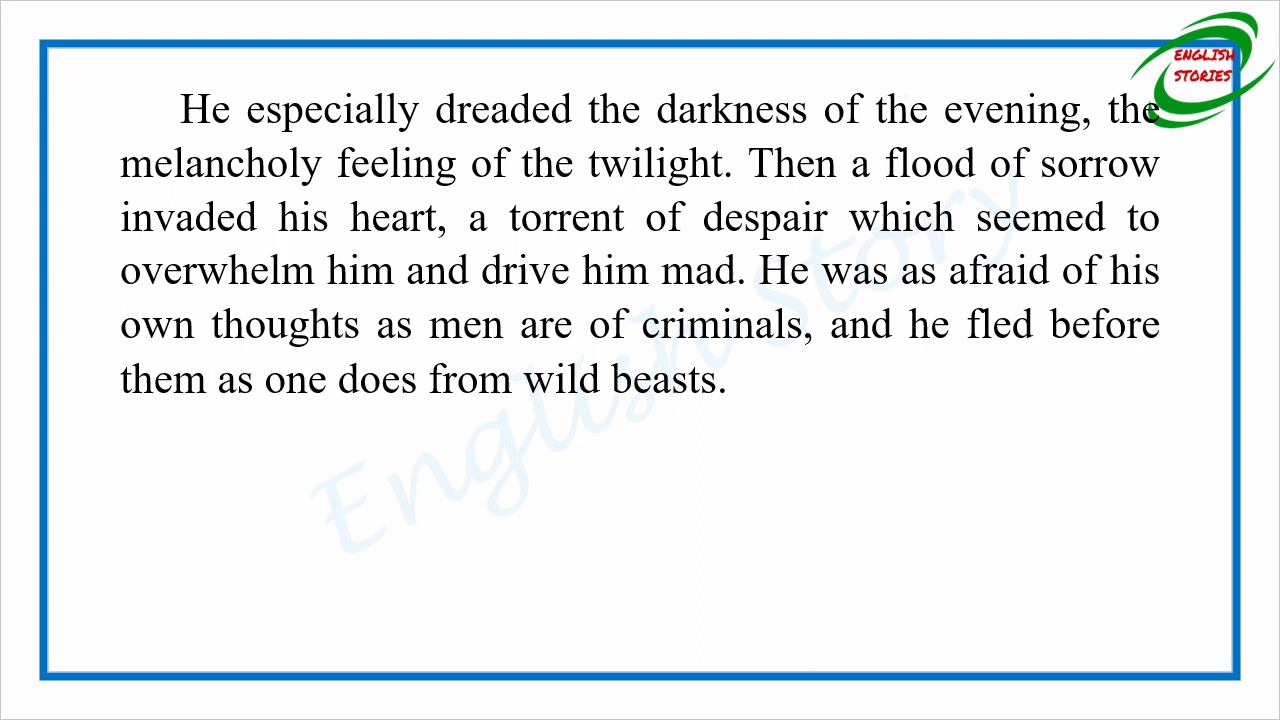 ENGLISH
STORIES
He especially dreaded the darkness of the evening, the
melancholy feeling of the twilight. Then a flood of sorrow
invaded his heart, a torrent of despair which seemed to
overwhelm him and drive him mad. He was as afraid of his
own thoughts as men are of criminals, and he fled before
them as one does from wild beasts.
English Story